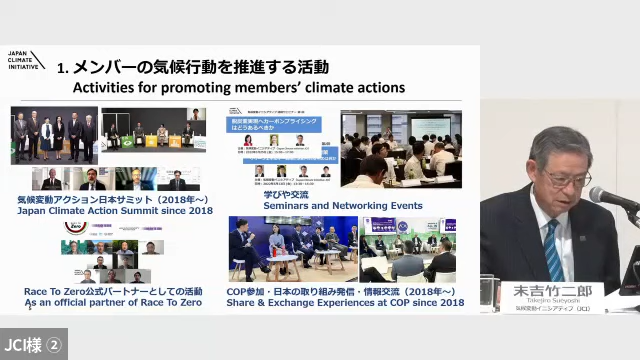 JAPAN
CLIMATE
INITIATIVE
1. メンバーの気候行動を推進する活動
Activities for promoting members' climate actions
脱炭素実現へカーボンプライシング
はどうあるべきか
気候変動アクション日本サミット（2018年～）
Japan Climate Action Summit since 2018
学びや交流
Seminars and Networking Events
Race To Zero公式パートナーとしての活動
As an official partner of Race To Zero
COP参加・日本の取り組み発信・情報交流（2018年～）
Share & Exchange Experiences at COP since 2018
末吉竹二郎
Takejiro Sueyoshi
気候変動イニシアティブ（JCI）
JCI様 ②